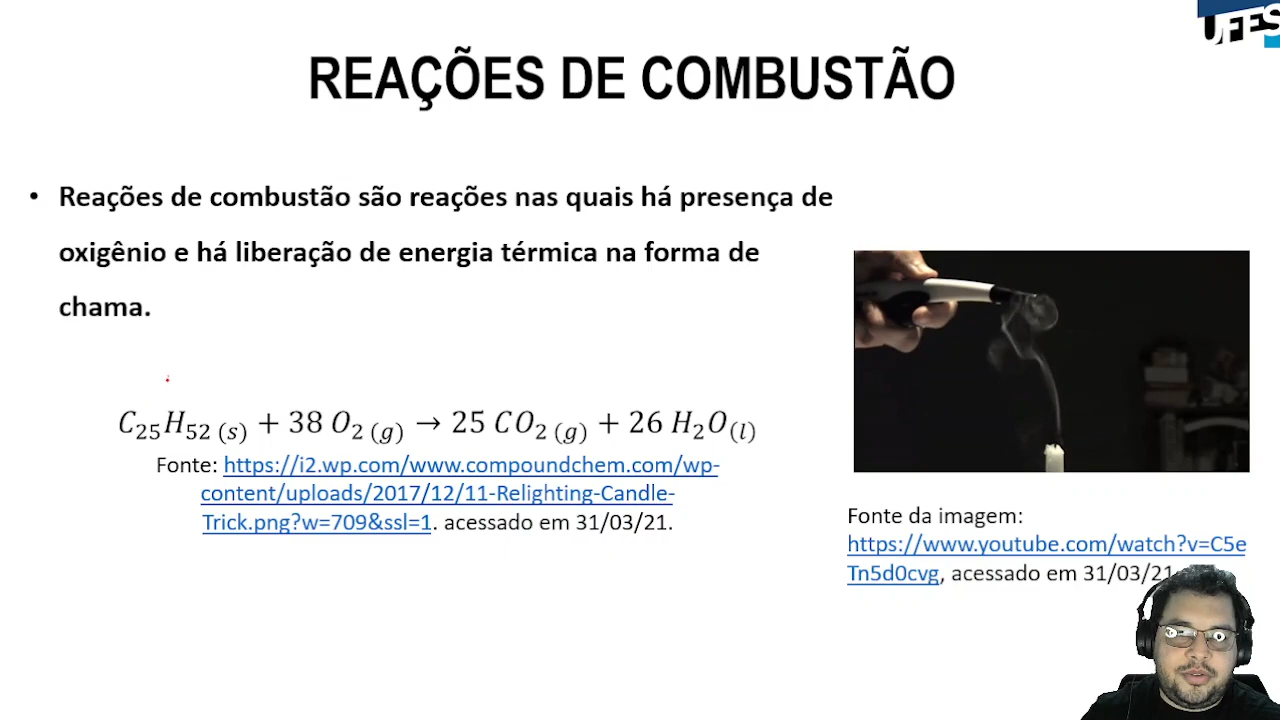 UFES
REAÇÕES DE COMBUSTÃO
• Reações de combustão são reações nas quais há presença de
oxigênio e há liberação de energia térmica na forma de
chama.
C₂₅H₅₂ (s) + 38 O₂ (g) → 25 CO₂ (g) + 26 H₂O(l)
Fonte: https://i2.wp.com/www.compoundchem.com/wp-
content/uploads/2017/12/11-Relighting-Candle-
Trick.png?w=709&ssl=1. acessado em 31/03/21.
Fonte da imagem:
https://www.youtube.com/watch?v=C5e
Tn5d0cvg, acessado em 31/03/21